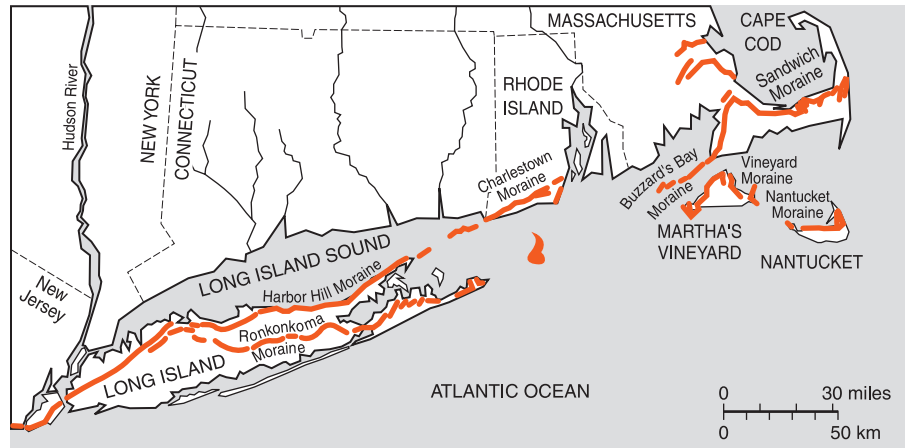 MASSACHUSETTS
CAPE
COD
Sandwich
Moraine
Hudson River
NEW YORK
CONNECTICUT
RHODE
ISLAND
Charlestown
Moraine
Buzzard's Bay
Moraine
Vineyard
Moraine
Nantucket
Moraine
MARTHA'S
VINEYARD
NANTUCKET
LONG ISLAND SOUND
Harbor Hill Moraine
New
Jersey
Ronkonkoma
Moraine
LONG ISLAND
ATLANTIC OCEAN
0 30 miles
0 50 km